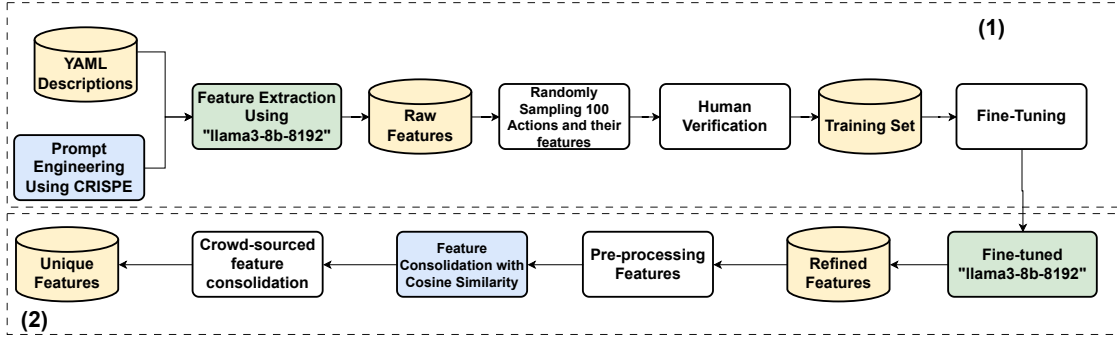 (1)
YAML
Descriptions
Prompt
Engineering
Using CRISPE
Feature Extraction
Using
"llama3-8b-8192"
Raw
Features
Randomly
Sampling 100
Actions and their
features
Human
Verification
Training Set
Fine-Tuning
Fine-tuned
"llama3-8b-8192"
Refined
Features
Pre-processing
Features
Feature
Consolidation with
Cosine Similarity
Crowd-sourced
feature
consolidation
Unique
Features
(2)